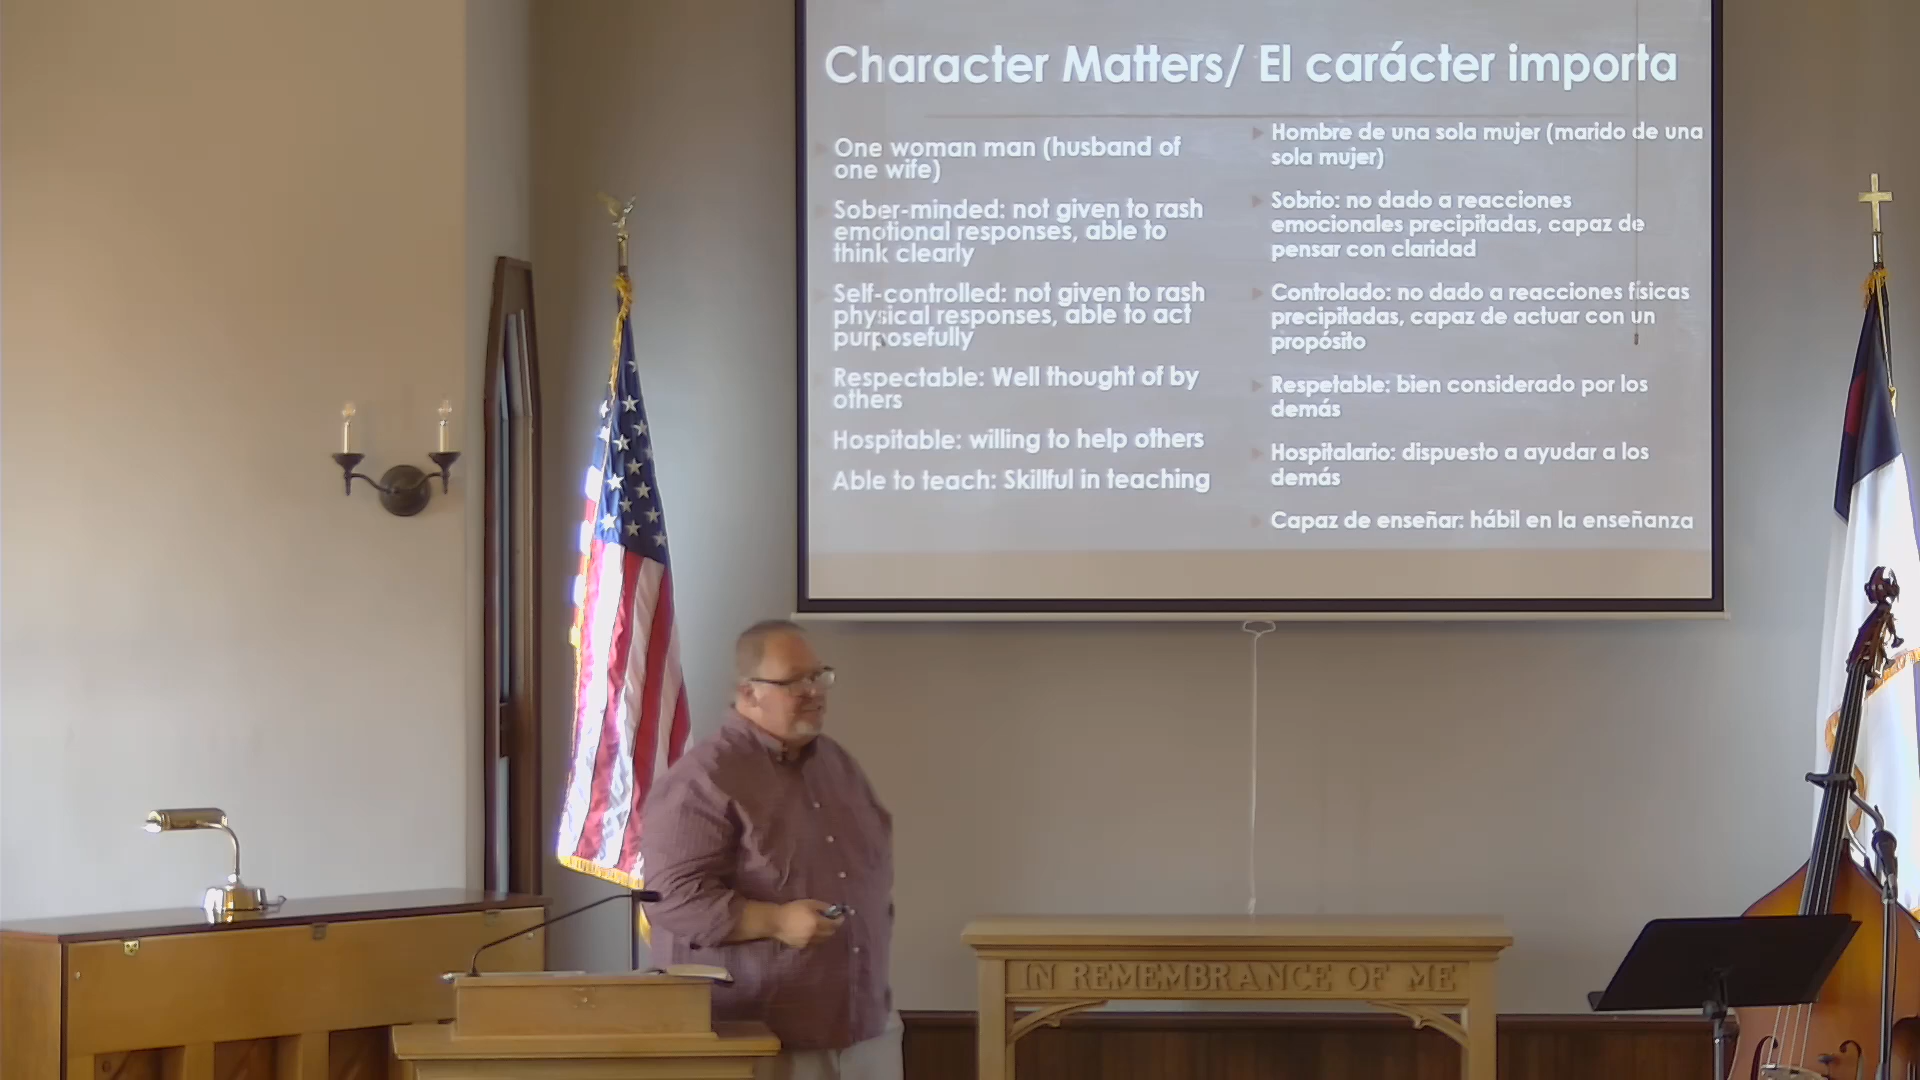 Character Matters/ El carácter importa
One woman man (husband of
one wife)
Sober-minded: not given to rash
emotional responses, able to
think clearly
Self-controlled: not given to rash
physical responses, able to act
purposefully
Respectable: Well thought of by
others
Hospitable: willing to help others
Able to teach: Skillful in teaching
Hombre de una sola mujer (marido de una
sola mujer)
Sobrio: no dado a reacciones
emocionales precipitadas, capaz de
pensar con claridad
Controlado: no dado a reacciones físicas
precipitadas, capaz de actuar con un
propósito
Respetable: bien considerado por los
demás
Hospitalario: dispuesto a ayudar a los
demás
Capaz de enseñar: hábil en la enseñanza
IN REMEMBRANCE OF ME